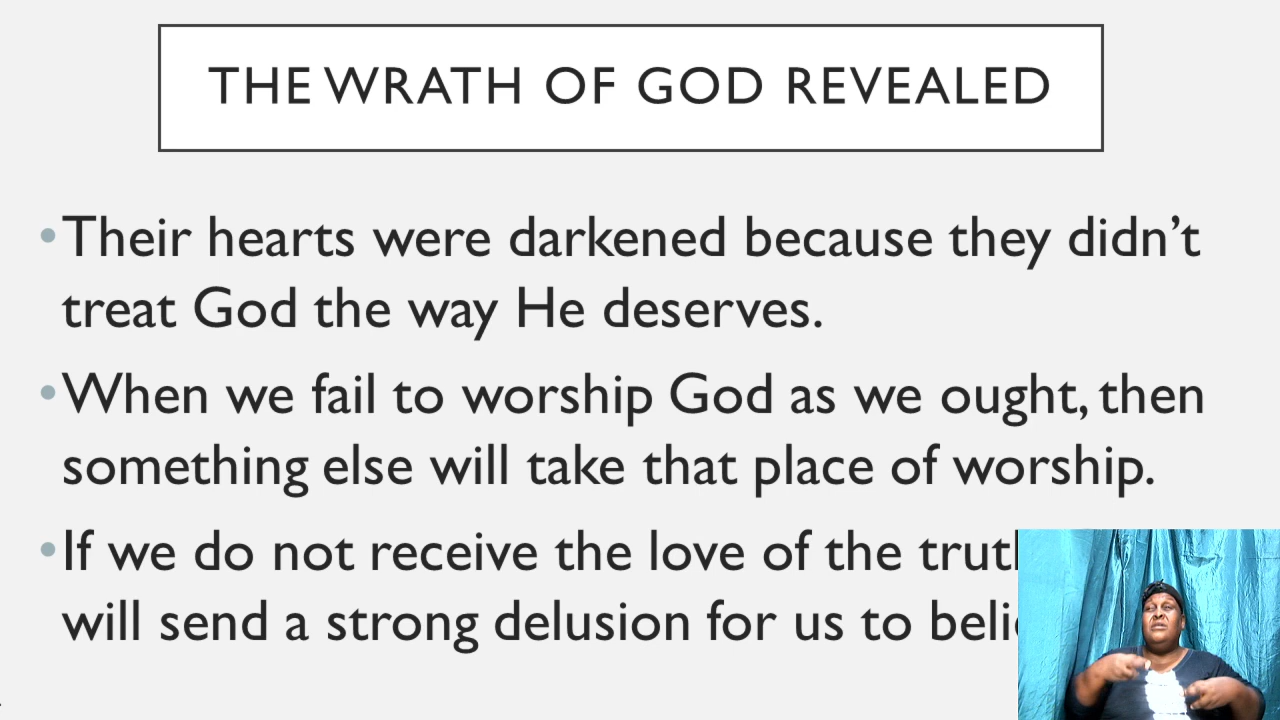 THE WRATH OF GOD REVEALED
•Their hearts were darkened because they didn’t
treat God the way He deserves.
•When we fail to worship God as we ought, then
something else will take that place of worship.
•If we do not receive the love of the
will send a strong delusion for us to